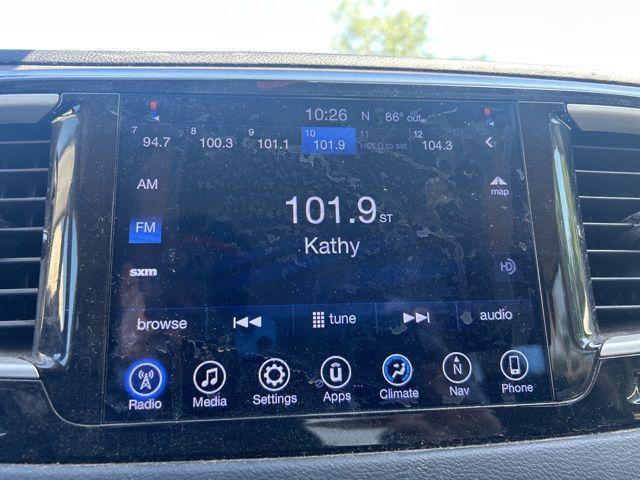 10:26 N 86° out
7 94.7 8 100.3 9 101.1 10 101.9 11 HOLD to set 12 104.3
AM
map
101.9 ST
FM
Kathy
sxm
HD
browse tune audio
Radio Media Settings Apps Climate Nav Phone